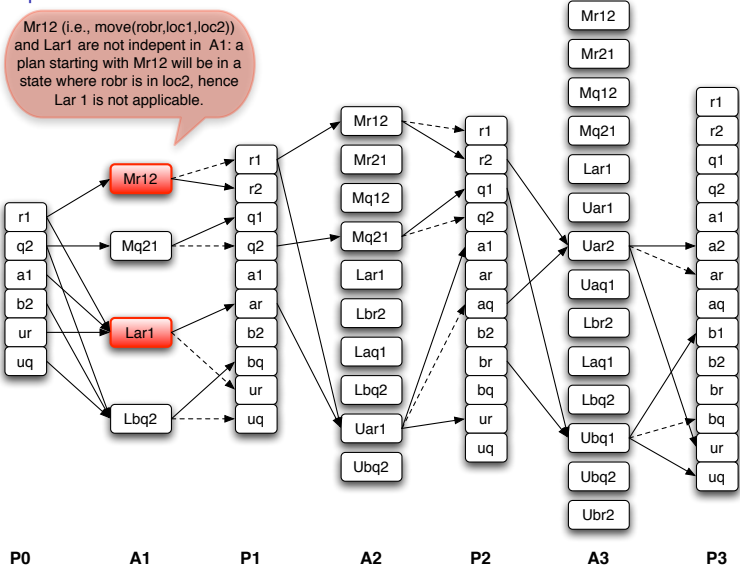 Mr12 (i.e., move(robr,loc1,loc2))
and Lar1 are not indepent in A1: a
plan starting with Mr12 will be in a
state where robr is in loc2, hence
Lar 1 is not applicable.
r1
q2
a1
b2
ur
uq
Mr12
Mq21
Lar1
Lbq2
r1
r2
q1
q2
a1
ar
b2
bq
ur
uq
Mr12
Mr21
Mq12
Mq21
Lar1
Lbr2
Laq1
Lbq2
Uar1
Ubq2
r1
r2
q1
q2
a1
ar
aq
b2
br
bq
ur
uq
Mr12
Mr21
Mq12
Mq21
Lar1
Uar1
Uar2
Uaq1
Lbr2
Laq1
Lbq2
Ubq1
Ubq2
Ubr2
r1
r2
q1
q2
a1
a2
ar
aq
b1
b2
br
bq
ur
uq
P0 A1 P1 A2 P2 A3 P3